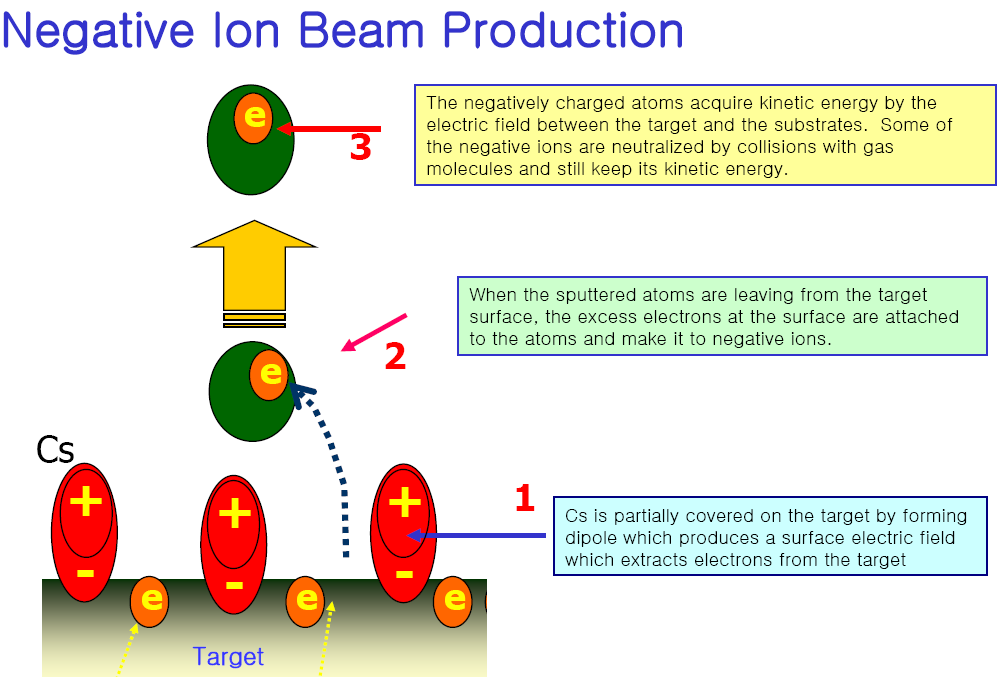 Negative Ion Beam Production
e
3
The negatively charged atoms acquire kinetic energy by the
electric field between the target and the substrates. Some of
the negative ions are neutralized by collisions with gas
molecules and still keep its kinetic energy.
When the sputtered atoms are leaving from the target
surface, the excess electrons at the surface are attached
to the atoms and make it to negative ions.
2
e
Cs
+ + +
1
Cs is partially covered on the target by forming
dipole which produces a surface electric field
which extracts electrons from the target
- - -
e e e
Target